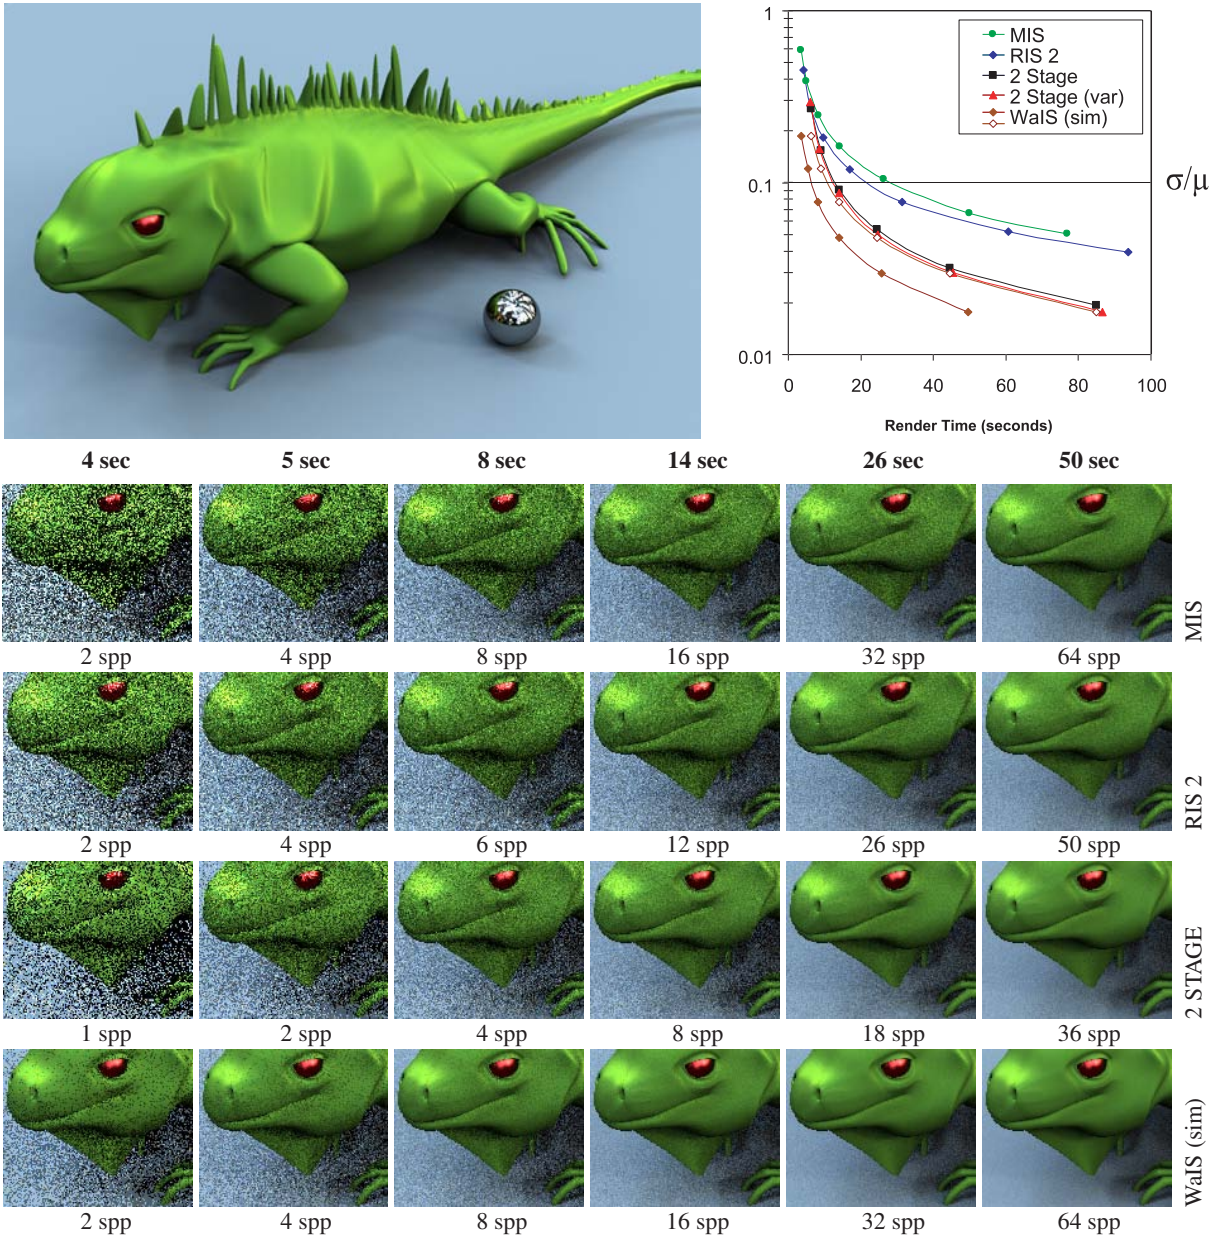 1
MIS
RIS 2
2 Stage
2 Stage (var)
WaIS (sim)
0.1
σ/μ
0.01
0 20 40 60 80 100
Render Time (seconds)
4 sec 5 sec 8 sec 14 sec 26 sec 50 sec
MIS
2 spp 4 spp 8 spp 16 spp 32 spp 64 spp
RIS 2
2 spp 4 spp 6 spp 12 spp 26 spp 50 spp
2 STAGE
1 spp 2 spp 4 spp 8 spp 18 spp 36 spp
WaIS (sim)
2 spp 4 spp 8 spp 16 spp 32 spp 64 spp